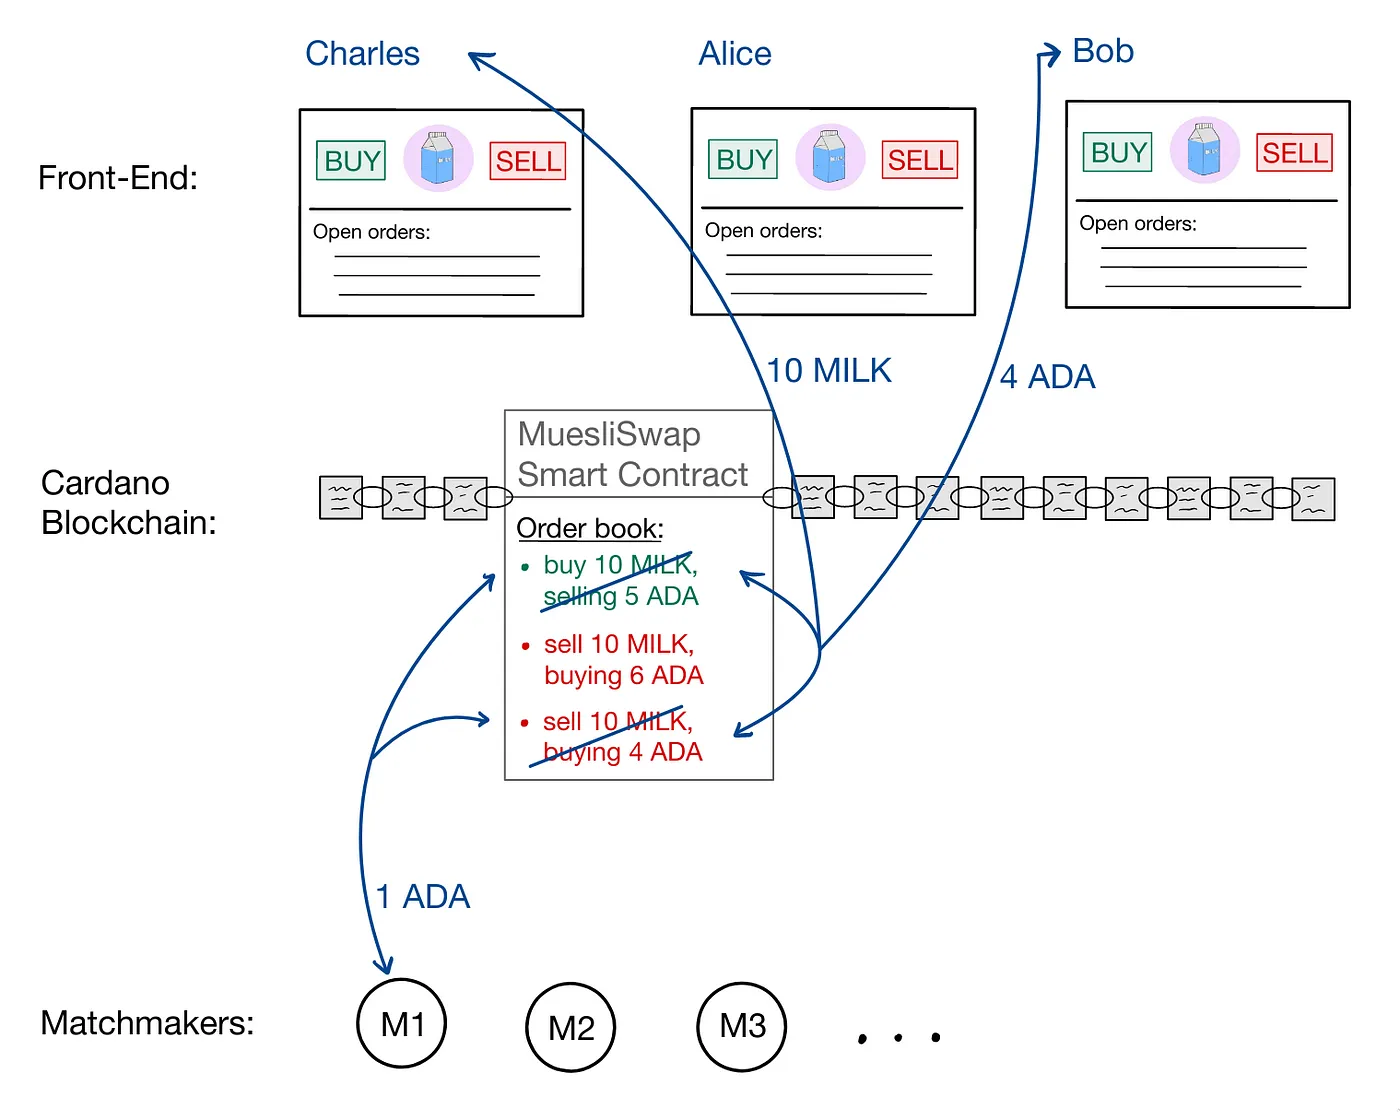 Charles
Alice
Bob
Front-End:
BUY
SELL
Open orders:
BUY
SELL
Open orders:
BUY
SELL
Open orders:
10 MILK
4 ADA
Cardano
Blockchain:
MuesliSwap
Smart Contract
Order book:
• buy 10 MILK,
selling 5 ADA
• sell 10 MILK,
buying 6 ADA
• sell 10 MILK,
buying 4 ADA
1 ADA
Matchmakers:
M1
M2
M3
. . .